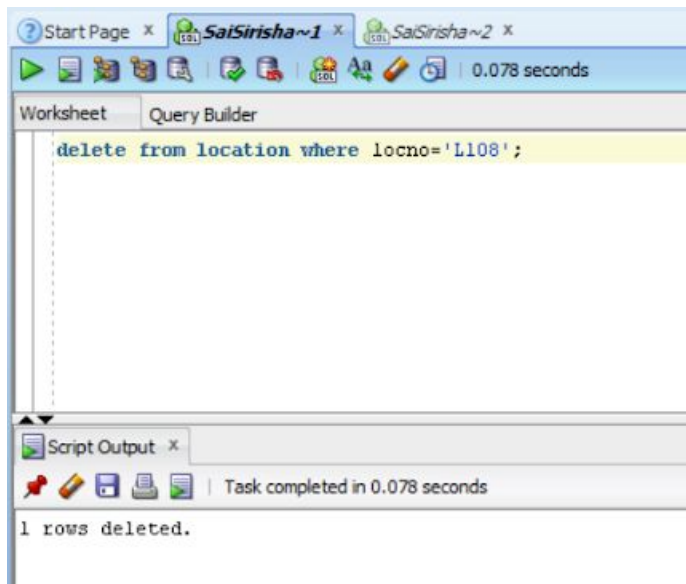 Start Page x SaiSirisha~1 x SaiSirisha~2 x
0.078 seconds
Worksheet Query Builder
delete from location where locno='L108';
Script Output x
Task completed in 0.078 seconds
1 rows deleted.